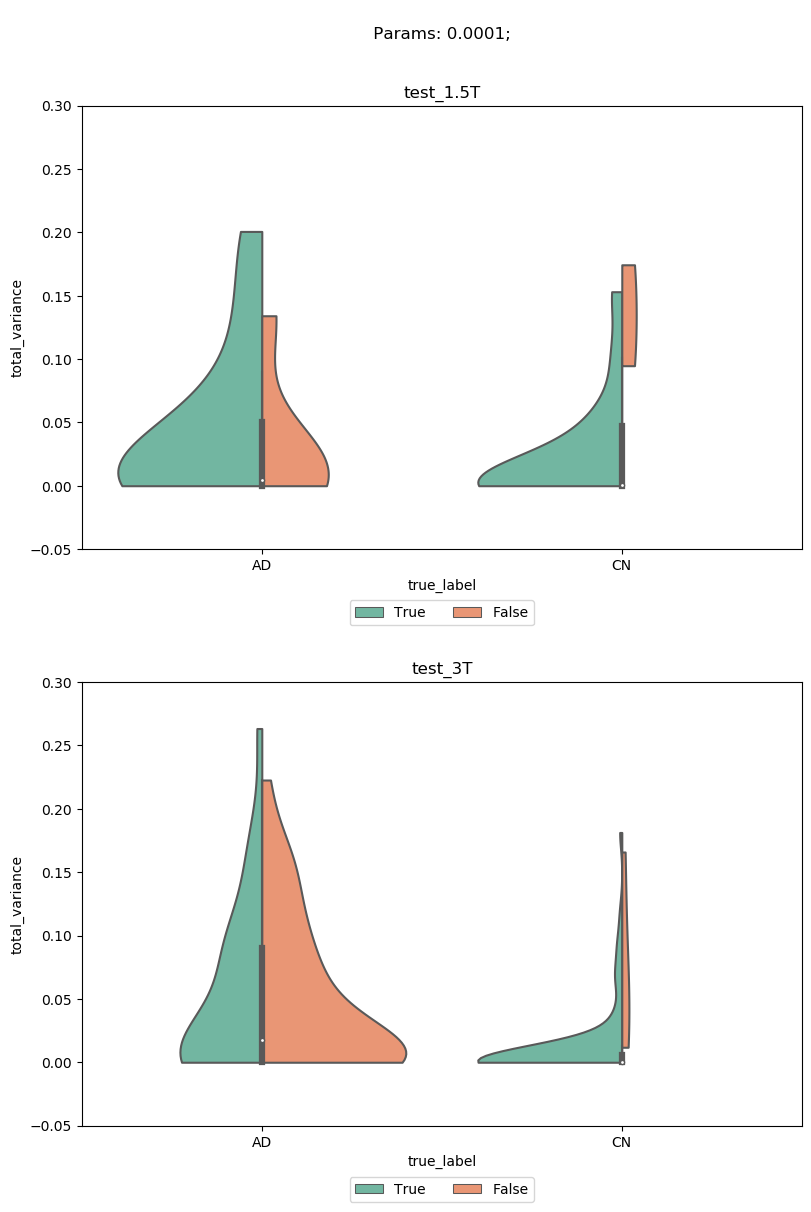 Params: 0.0001;
test_1.5T
0.30
0.25
0.20
0.15
0.10
0.05
0.00
−0.05
total_variance
AD CN
true_label
True False
test_3T
0.30
0.25
0.20
0.15
0.10
0.05
0.00
−0.05
total_variance
AD CN
true_label
True False